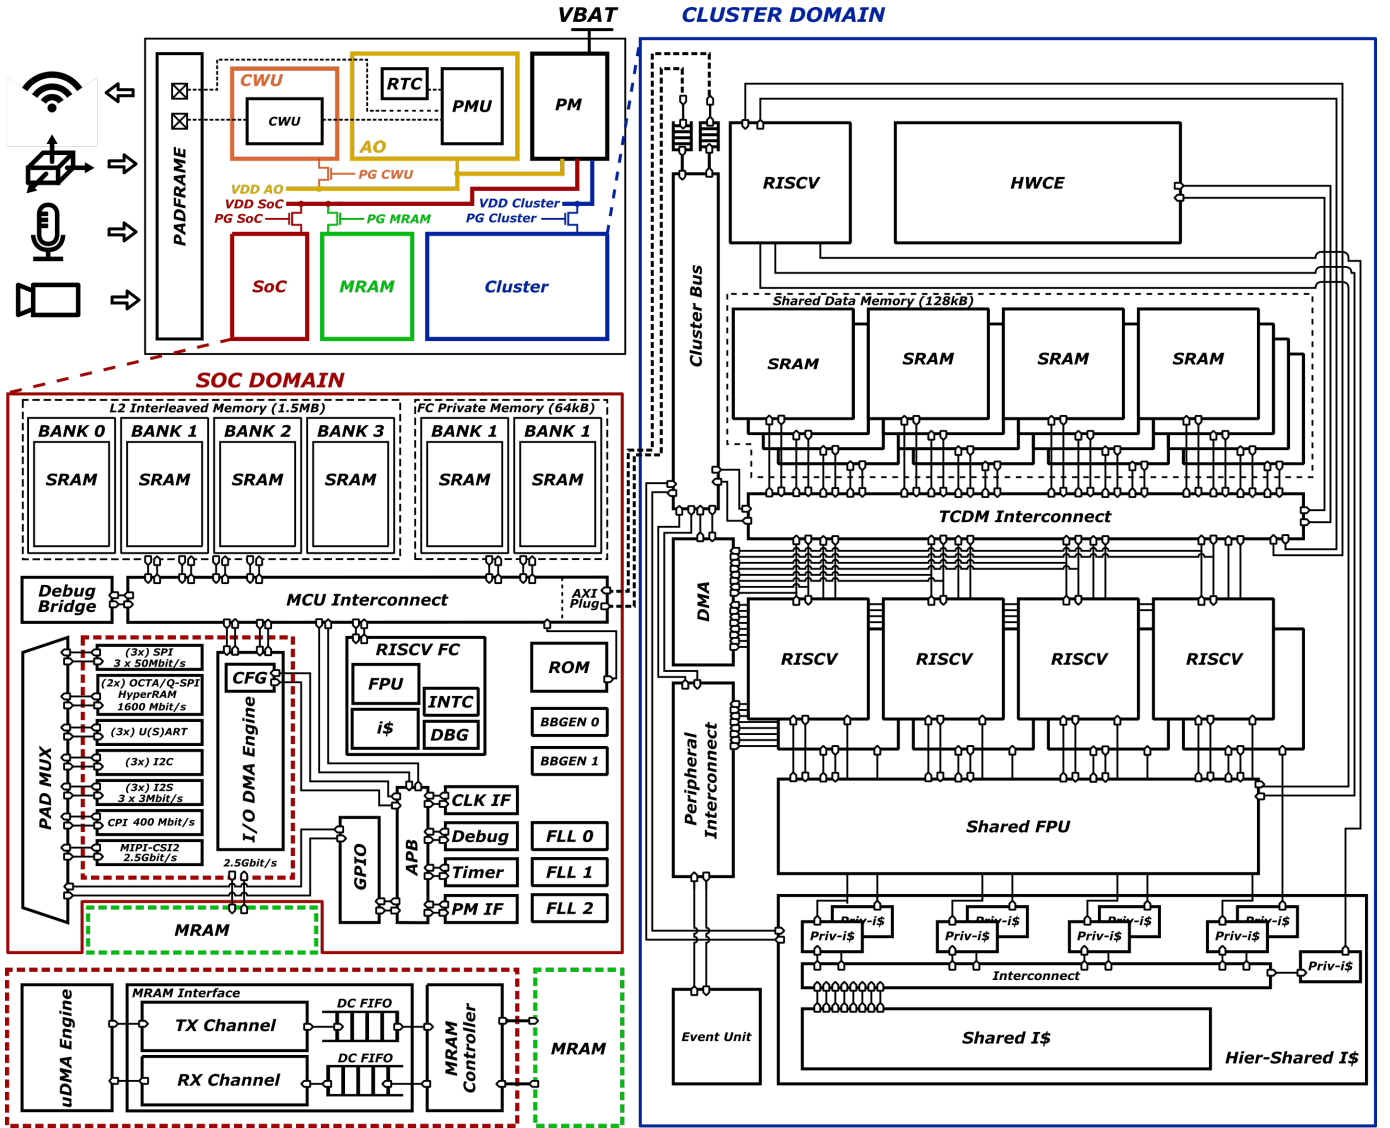 VBAT
CLUSTER DOMAIN
PADFRAME
CWU
CWU
RTC
PMU
AO
PM
PG CWU
VDD AO
VDD SoC
PG SoC
PG MRAM
VDD Cluster
PG Cluster
SoC
MRAM
Cluster
SOC DOMAIN
L2 Interleaved Memory (1.5MB)
FC Private Memory (64kB)
BANK 0
BANK 1
BANK 2
BANK 3
BANK 1
BANK 1
SRAM
SRAM
SRAM
SRAM
SRAM
SRAM
Debug
Bridge
MCU Interconnect
AXI
Plug
PAD MUX
(3x) SPI
3 x 50Mbit/s
(2x) OCTA/Q-SPI
HyperRAM
1600 Mbit/s
(3x) U(S)ART
(3x) I2C
(3x) I2S
3 x 3Mbit/s
CPI 400 Mbit/s
MIPI-CSI2
2.5Gbit/s
CFG
I/O DMA Engine
2.5Gbit/s
RISCV FC
FPU
i$
INTC
DBG
ROM
BBGEN 0
BBGEN 1
GPIO
APB
CLK IF
Debug
Timer
PM IF
FLL 0
FLL 1
FLL 2
MRAM
uDMA Engine
MRAM Interface
TX Channel
RX Channel
DC FIFO
DC FIFO
MRAM
Controller
MRAM
Cluster Bus
RISCV
HWCE
Shared Data Memory (128kB)
SRAM
SRAM
SRAM
SRAM
TCDM Interconnect
DMA
RISCV
RISCV
RISCV
RISCV
Peripheral
Interconnect
Shared FPU
Priv-i$
Priv-i$
Priv-i$
Priv-i$
Priv-i$
Priv-i$
Priv-i$
Priv-i$
Priv-i$
Interconnect
Shared I$
Hier-Shared I$
Event Unit